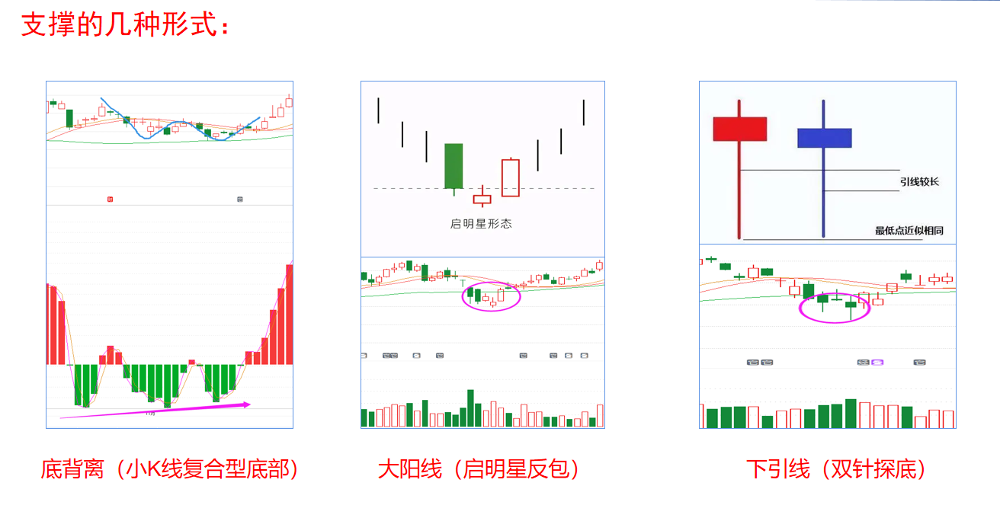 支撑的几种形式：
财
启明星形态
引线较长
最低点近似相同
底背离（小K线复合型底部）
大阳线（启明星反包）
下引线（双针探底）